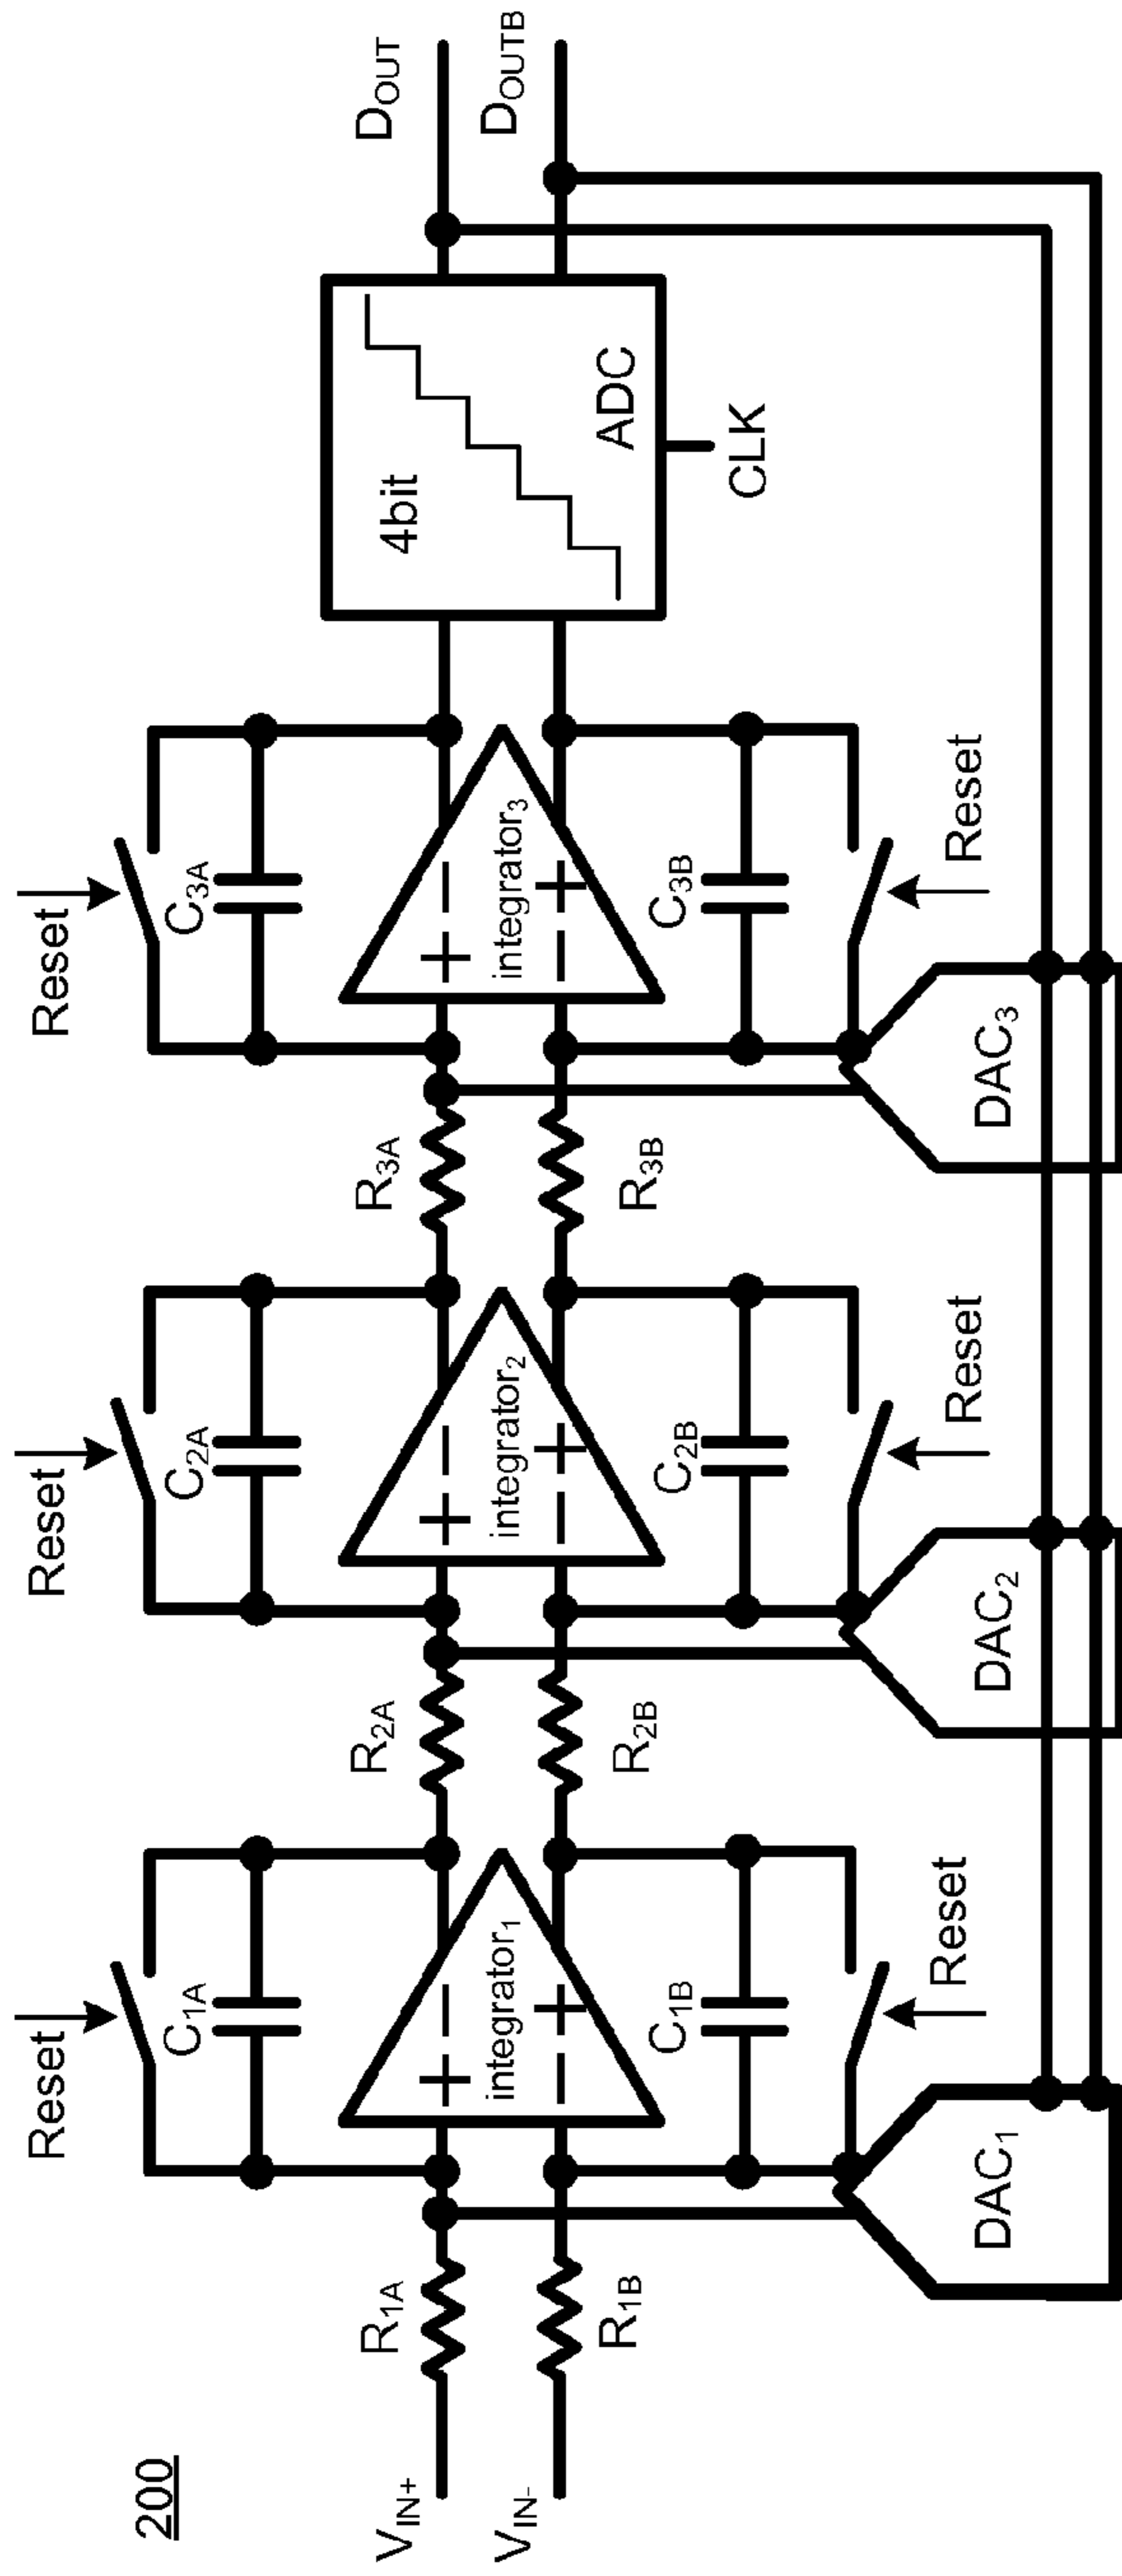 200
Reset
Reset
Reset
C1A
C2A
C3A
VIN+
R1A
R2A
R3A
DOUT
VIN-
R1B
R2B
R3B
DOUTB
+ −
integrator1
− +
+ −
integrator2
− +
+ −
integrator3
− +
4bit
ADC
CLK
C1B
C2B
C3B
Reset
Reset
Reset
DAC1
DAC2
DAC3